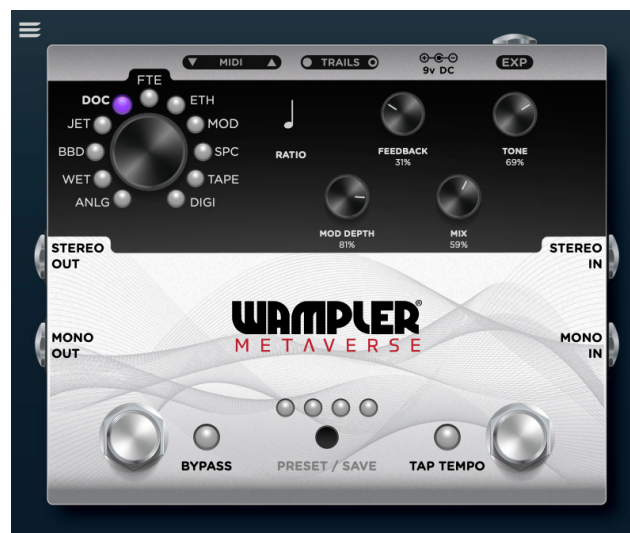 MIDI
TRAILS
9v DC
EXP
FTE
DOC
ETH
JET
MOD
BBD
SPC
WET
TAPE
ANLG
DIGI
RATIO
FEEDBACK
31%
TONE
69%
MOD DEPTH
81%
MIX
59%
STEREO
OUT
STEREO
IN
WAMPLER®
METAVERSE
MONO
OUT
MONO
IN
BYPASS
PRESET / SAVE
TAP TEMPO